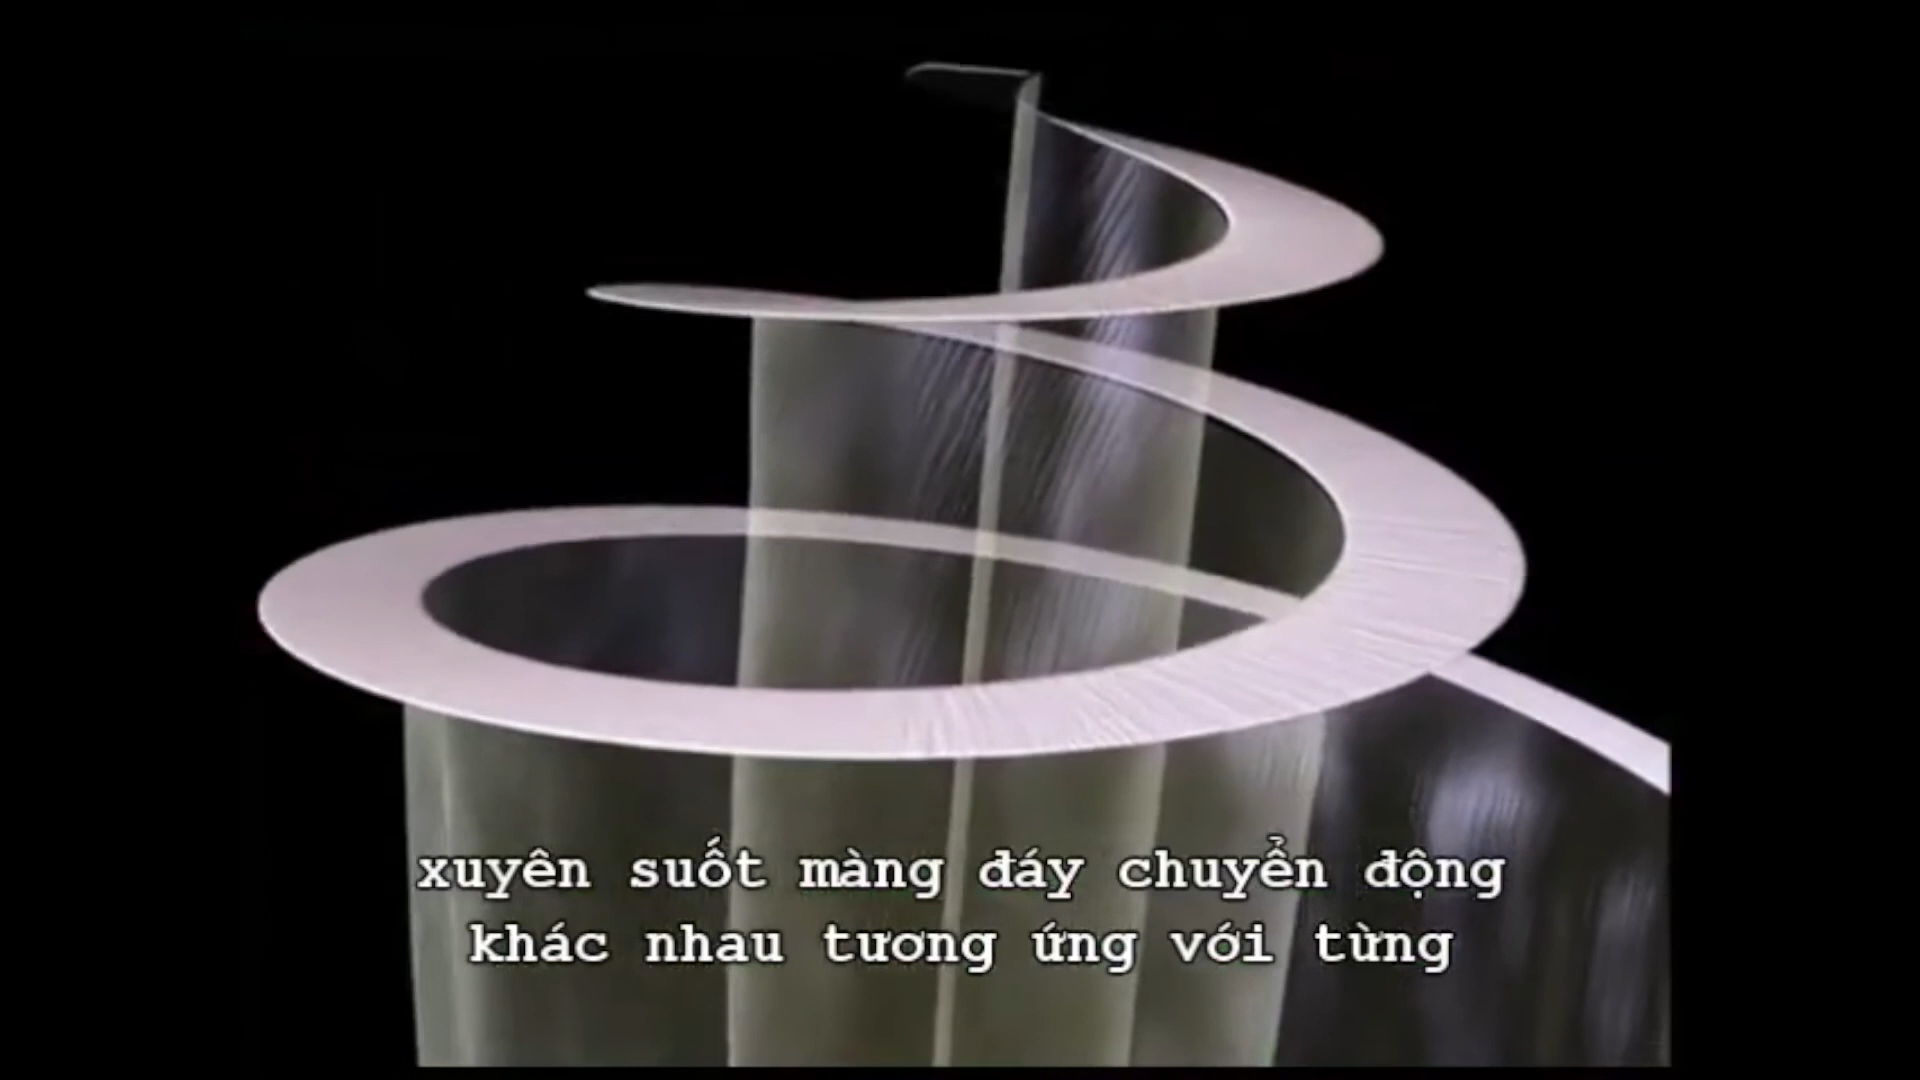 xuyên suốt màng đáy chuyển động
khác nhau tương ứng với từng